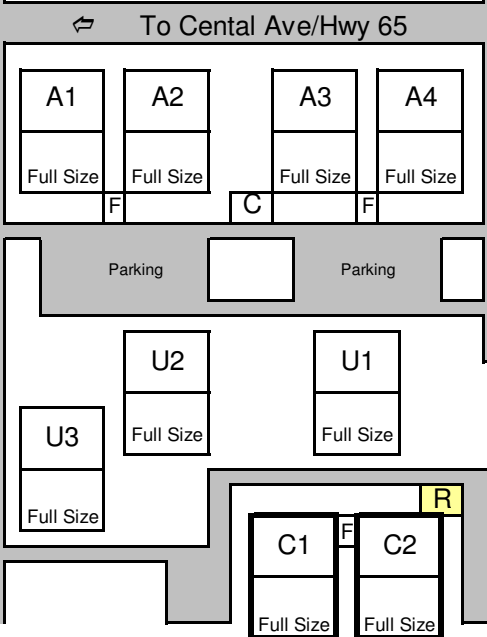 ⇦ To Cental Ave/Hwy 65
A1 A2 A3 A4
Full Size Full Size Full Size Full Size
F C F
Parking Parking
U2 U1
Full Size Full Size
U3
Full Size
R
C1 F C2
Full Size Full Size